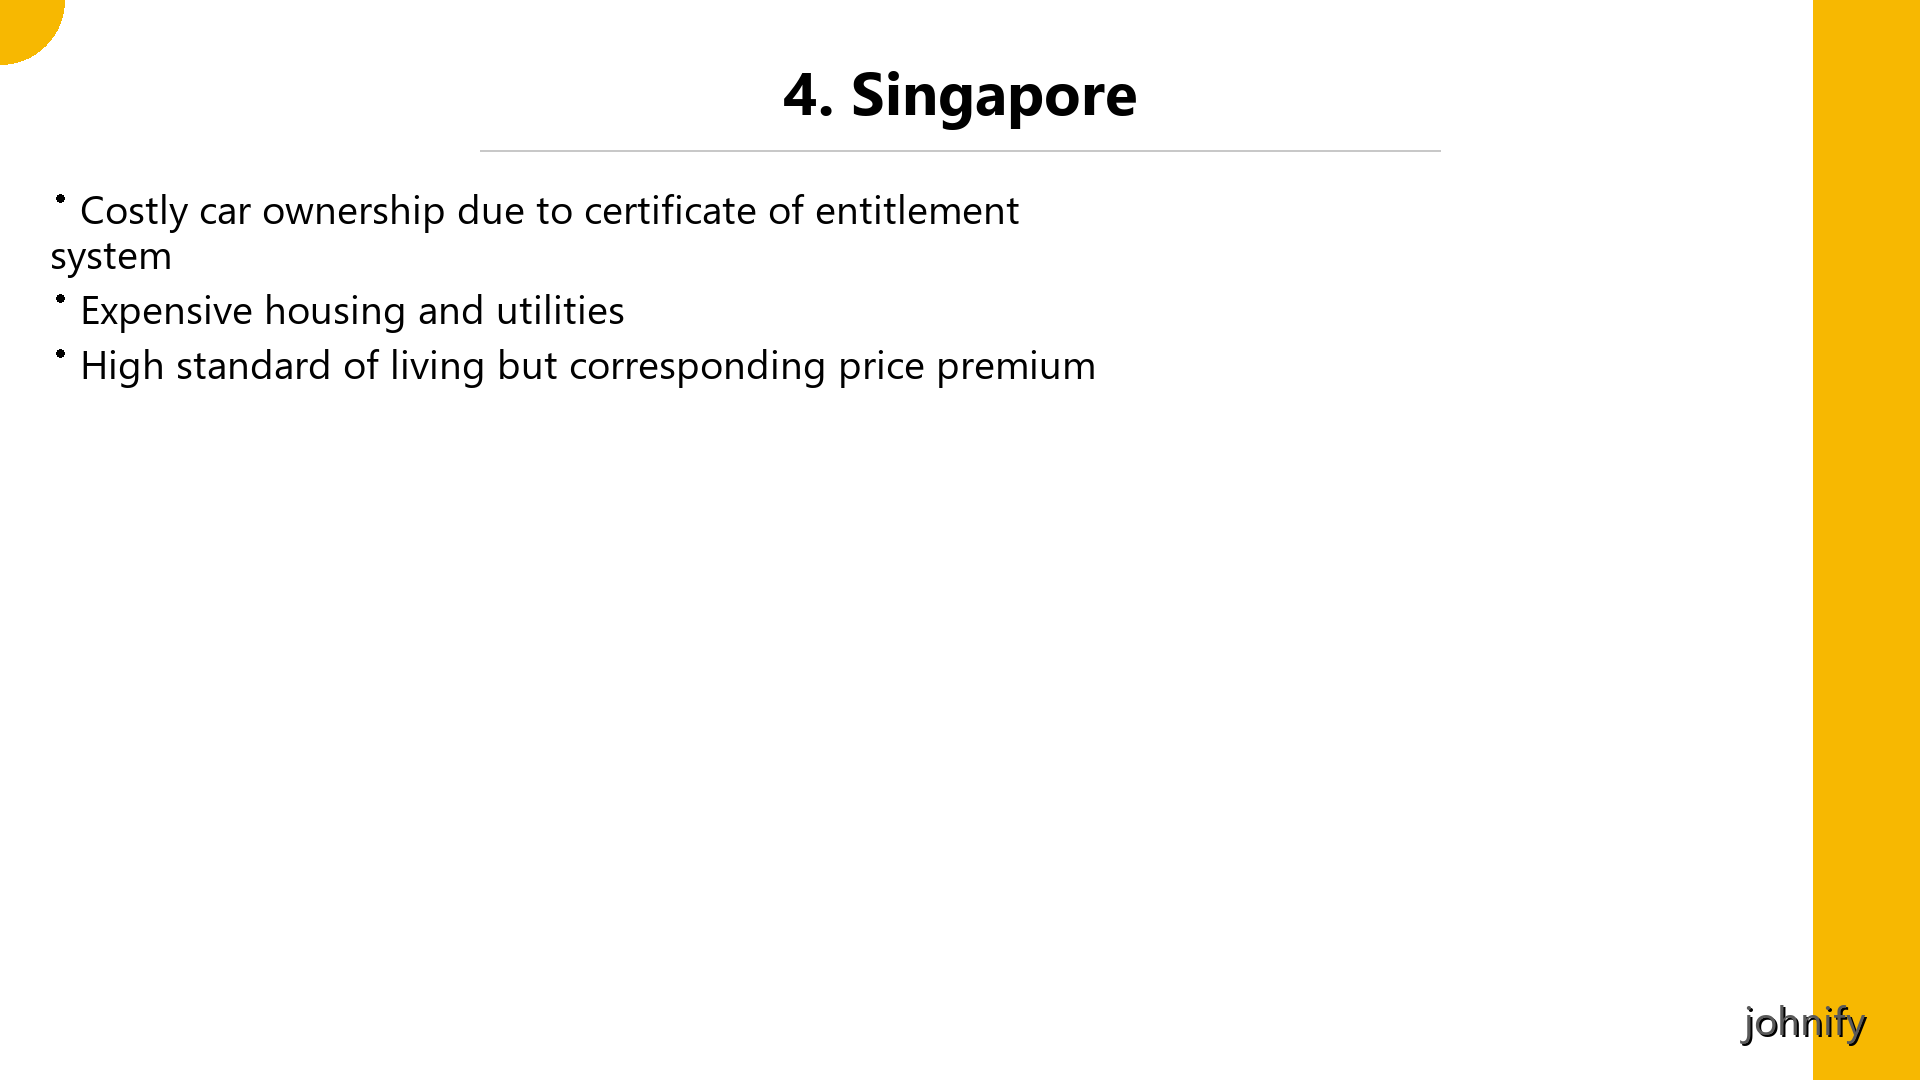 4. Singapore
• Costly car ownership due to certificate of entitlement
system
• Expensive housing and utilities
• High standard of living but corresponding price premium
johnify